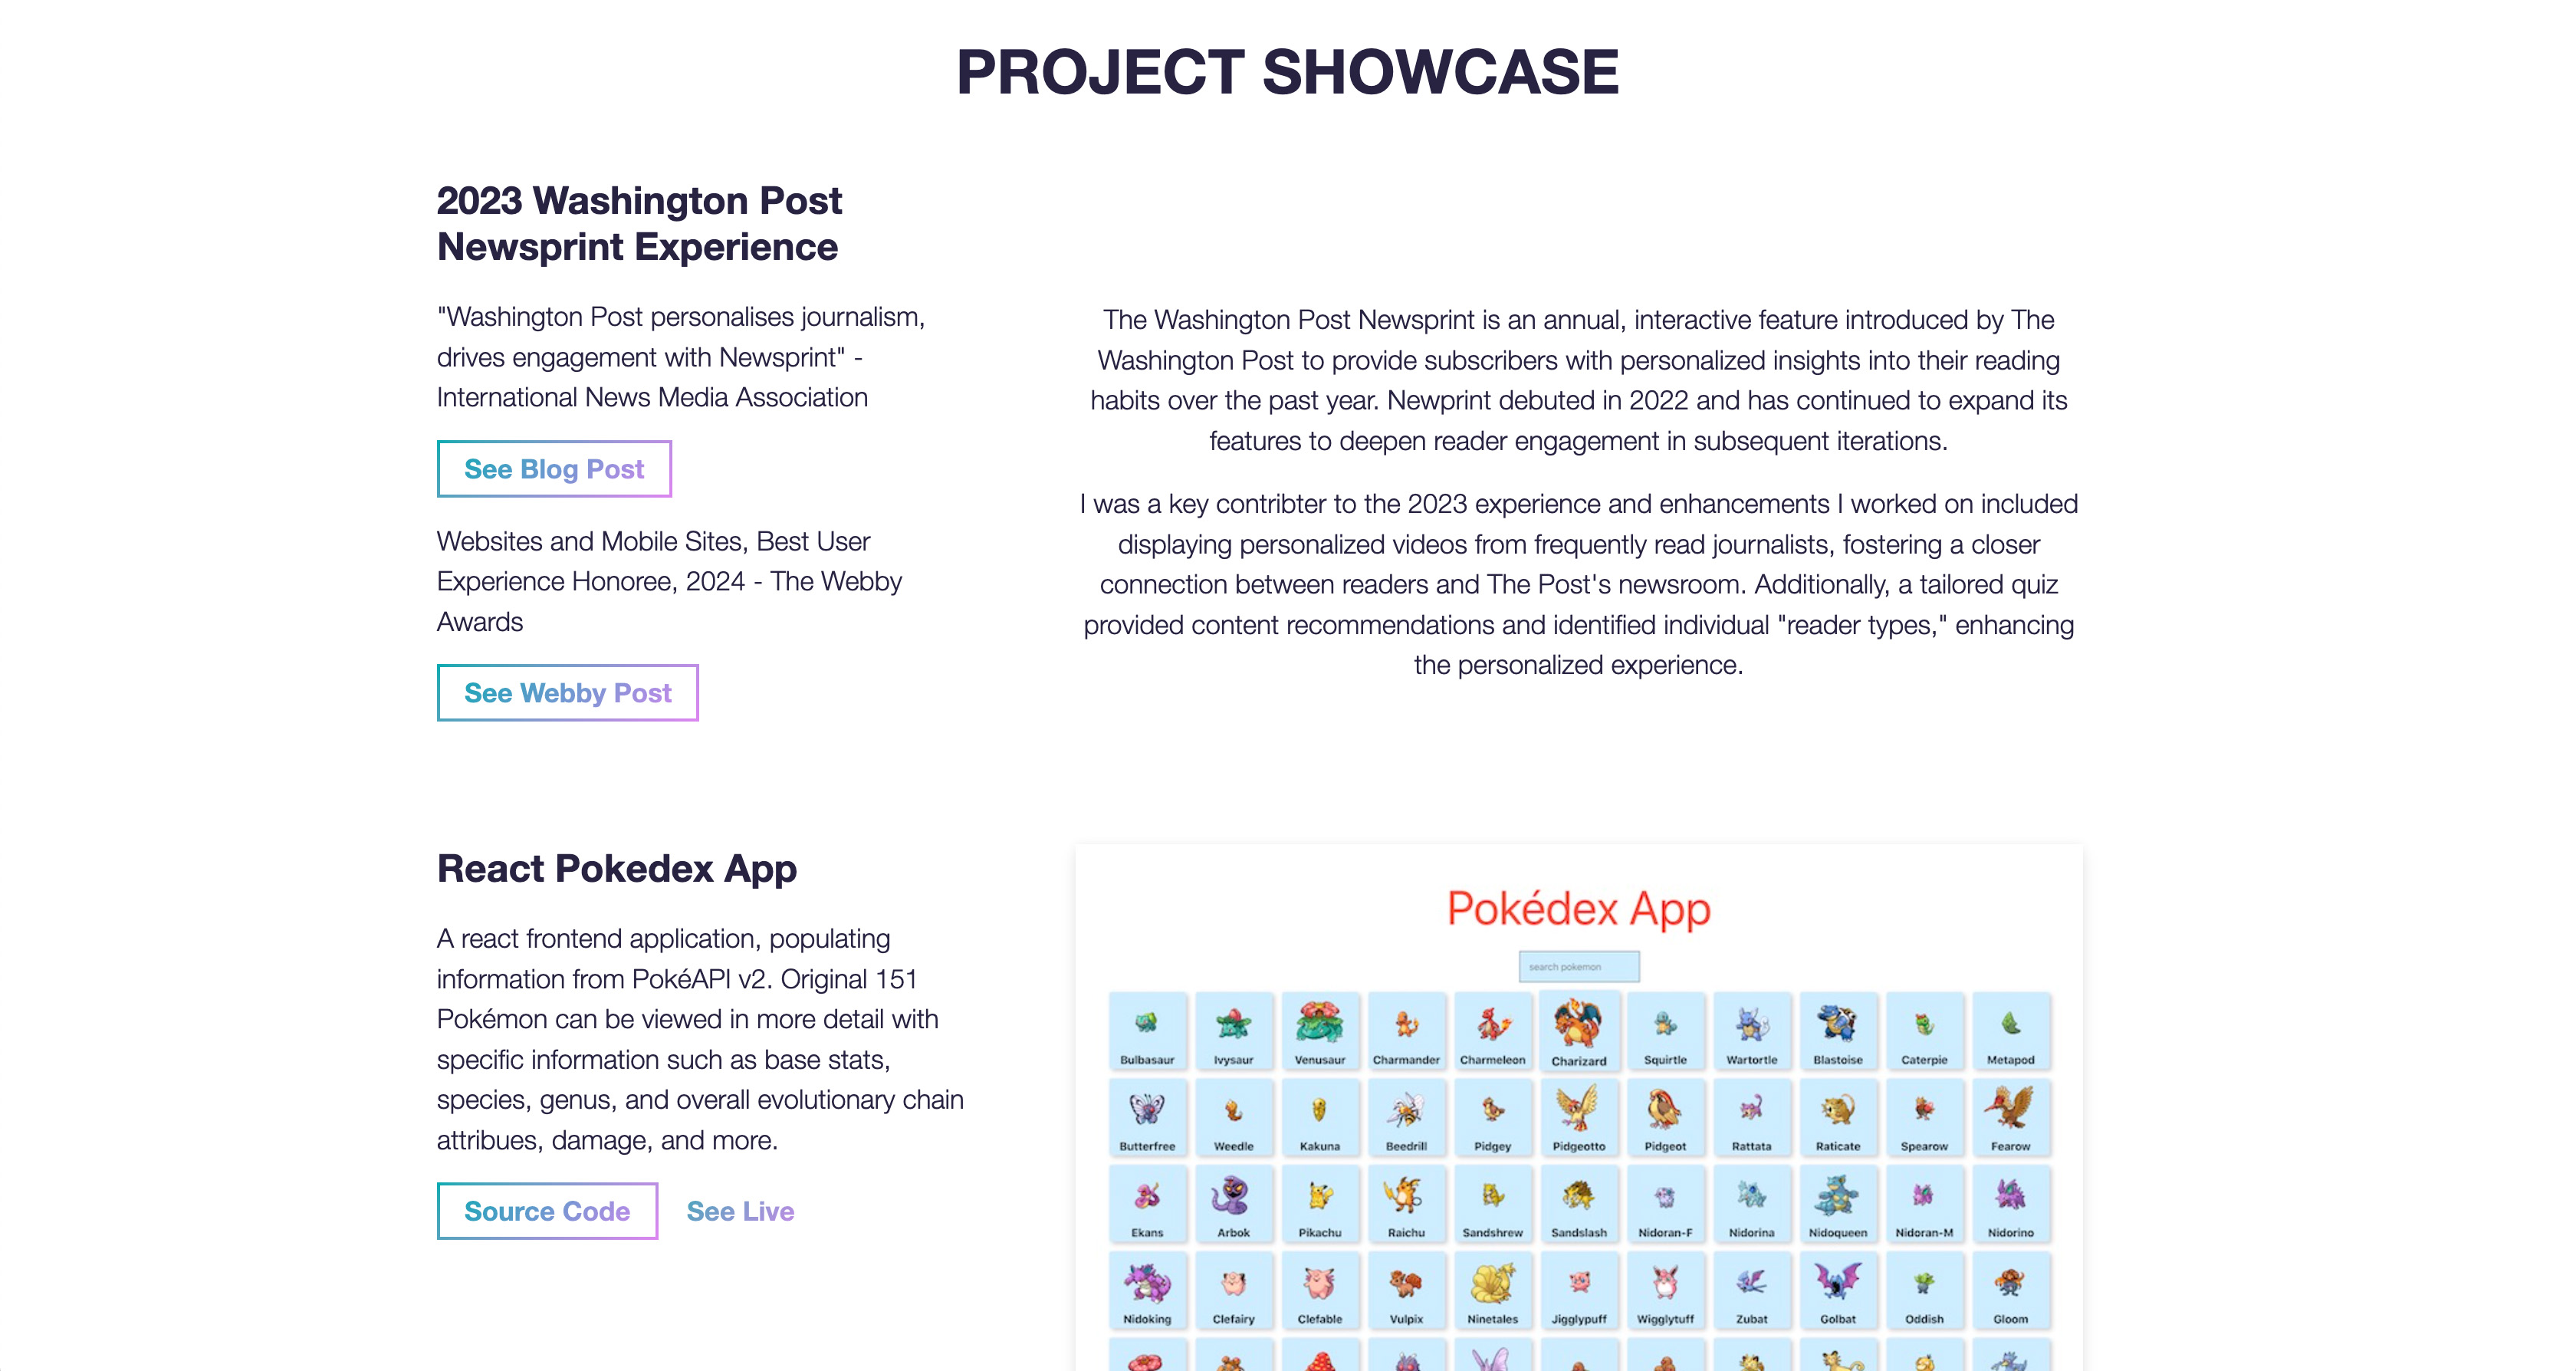 PROJECT SHOWCASE
2023 Washington Post
Newsprint Experience
"Washington Post personalises journalism,
drives engagement with Newsprint" -
International News Media Association
See Blog Post
Websites and Mobile Sites, Best User
Experience Honoree, 2024 - The Webby
Awards
See Webby Post
The Washington Post Newsprint is an annual, interactive feature introduced by The
Washington Post to provide subscribers with personalized insights into their reading
habits over the past year. Newprint debuted in 2022 and has continued to expand its
features to deepen reader engagement in subsequent iterations.
I was a key contribter to the 2023 experience and enhancements I worked on included
displaying personalized videos from frequently read journalists, fostering a closer
connection between readers and The Post's newsroom. Additionally, a tailored quiz
provided content recommendations and identified individual "reader types," enhancing
the personalized experience.
React Pokedex App
A react frontend application, populating
information from PokéAPI v2. Original 151
Pokémon can be viewed in more detail with
specific information such as base stats,
species, genus, and overall evolutionary chain
attribues, damage, and more.
Source Code See Live
Pokédex App
search pokemon
Bulbasaur Ivysaur Venusaur Charmander Charmeleon Charizard Squirtle Wartortle Blastoise Caterpie Metapod
Butterfree Weedle Kakuna Beedrill Pidgey Pidgeotto Pidgeot Rattata Raticate Spearow Fearow
Ekans Arbok Pikachu Raichu Sandshrew Sandslash Nidoran-F Nidorina Nidoqueen Nidoran-M Nidorino
Nidoking Clefairy Clefable Vulpix Ninetales Jigglypuff Wigglytuff Zubat Golbat Oddish Gloom